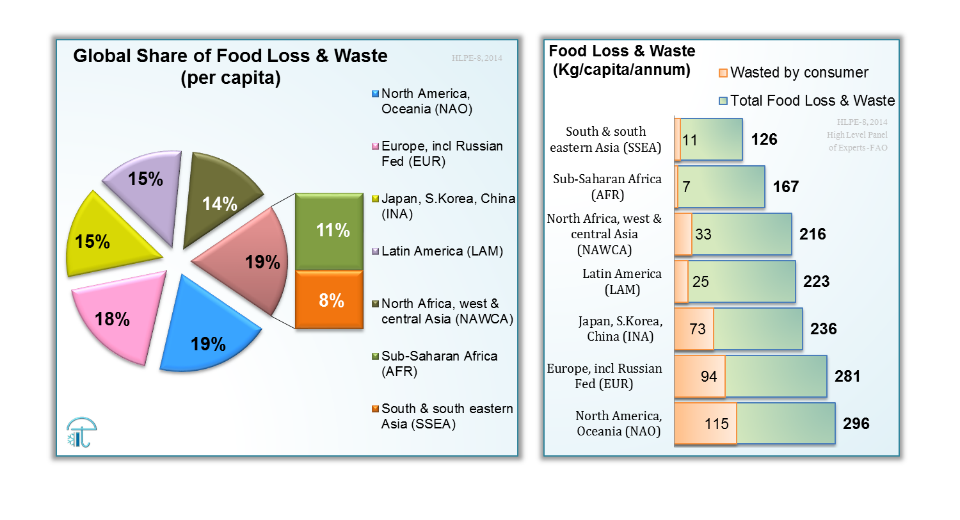 Global Share of Food Loss & Waste
(per capita)
HLPE-8, 2014
North America,
Oceania (NAO)
Europe, incl Russian
Fed (EUR)
Japan, S.Korea, China
(INA)
Latin America (LAM)
North Africa, west &
central Asia (NAWCA)
Sub-Saharan Africa
(AFR)
South & south eastern
Asia (SSEA)
15%
14%
15%
19%
11%
18%
8%
19%
Food Loss & Waste
(Kg/capita/annum)
Wasted by consumer
Total Food Loss & Waste
HLPE-8, 2014
High Level Panel
of Experts - FAO
South & south
eastern Asia (SSEA)
11
126
Sub-Saharan Africa
(AFR)
7
167
North Africa, west &
central Asia
(NAWCA)
33
216
Latin America
(LAM)
25
223
Japan, S.Korea,
China (INA)
73
236
Europe, incl Russian
Fed (EUR)
94
281
North America,
Oceania (NAO)
115
296